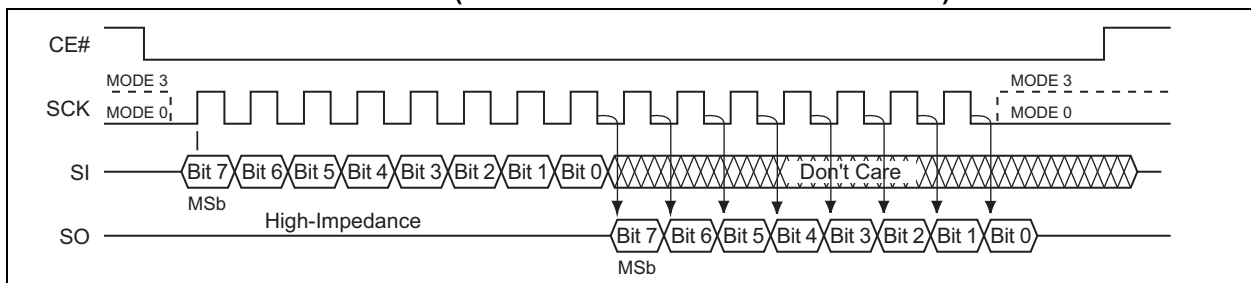 CE#
MODE 3 MODE 3
SCK MODE 0 MODE 0
SI Bit 7 Bit 6 Bit 5 Bit 4 Bit 3 Bit 2 Bit 1 Bit 0 Don't Care
MSb
High-Impedance
SO Bit 7 Bit 6 Bit 5 Bit 4 Bit 3 Bit 2 Bit 1 Bit 0
MSb